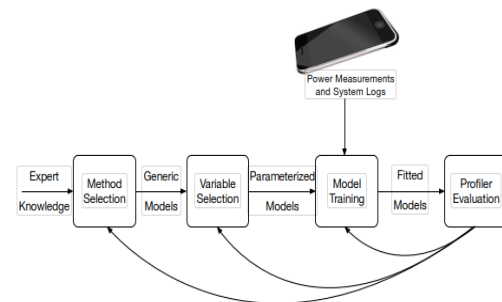 Power Measurements
and System Logs
Expert
Knowledge
Method
Selection
Generic
Models
Variable
Selection
Parameterized
Models
Model
Training
Fitted
Models
Profiler
Evaluation